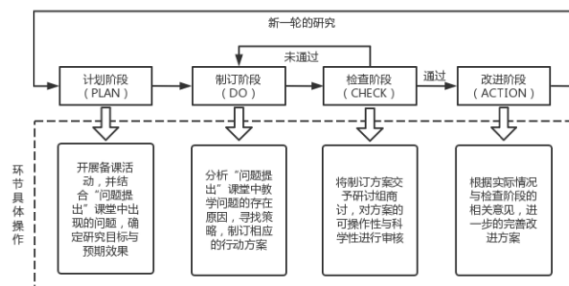 新一轮的研究
未通过
通过
计划阶段
（PLAN）
制订阶段
（DO）
检查阶段
（CHECK）
改进阶段
（ACTION）
环节具体操作
开展备课活
动，并结
合“问题提
出”课堂中出
现的问题，确
定研究目标与
预期效果
分析“问题提
出”课堂中教
学问题的存在
原因，寻找策
略，制订相应
的行动方案
将制订方案交
予研讨组商
讨，对方案的
可操作性与科
学性进行审核
根据实际情况
与检查阶段的
相关意见，进
一步的完善改
进方案